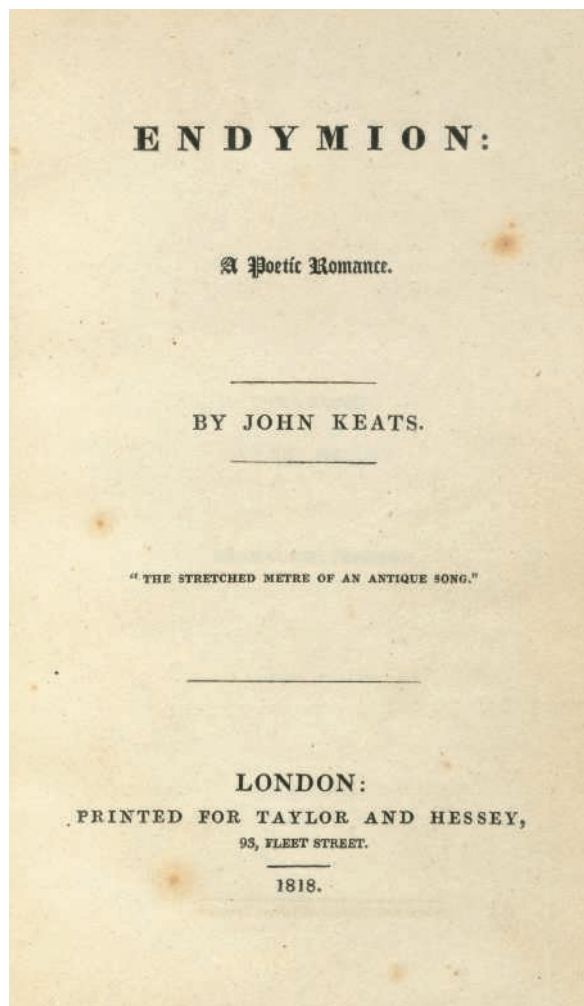 ENDYMION:
A Poetic Romance.
BY JOHN KEATS.
“ THE STRETCHED METRE OF AN ANTIQUE SONG.”
LONDON:
PRINTED FOR TAYLOR AND HESSEY,
93, FLEET STREET.
1818.